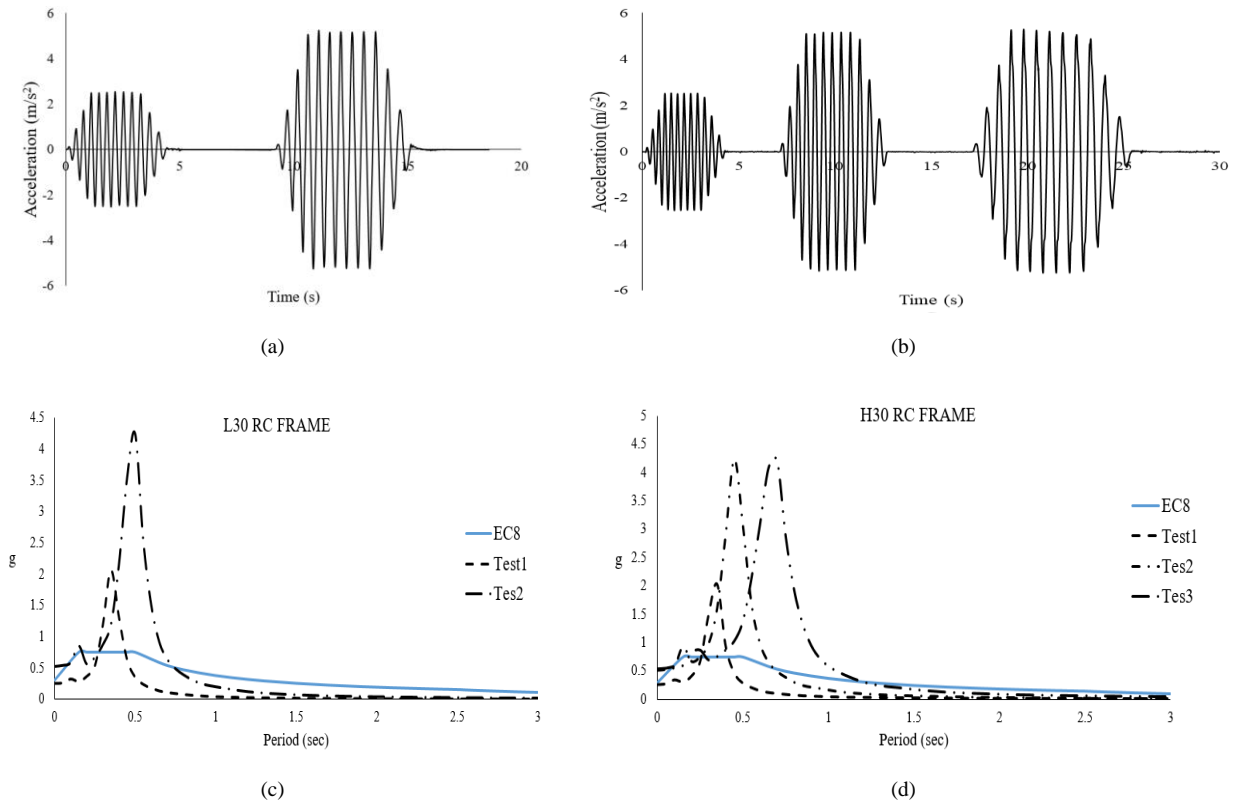 6
4
2
0
-2
-4
-6
0
5
10
15
20
Acceleration (m/s²)
Time (s)
(a)
6
4
2
0
-2
-4
-6
0
5
10
15
20
25
30
Acceleration (m/s²)
Time (s)
(b)
L30 RC FRAME
4.5
4
3.5
3
2.5
2
1.5
1
0.5
0
g
0
0.5
1
1.5
2
2.5
3
Period (sec)
EC8
Test1
Tes2
(c)
H30 RC FRAME
5
4.5
4
3.5
3
2.5
2
1.5
1
0.5
0
g
0
0.5
1
1.5
2
2.5
3
Period (sec)
EC8
Test1
Tes2
Tes3
(d)